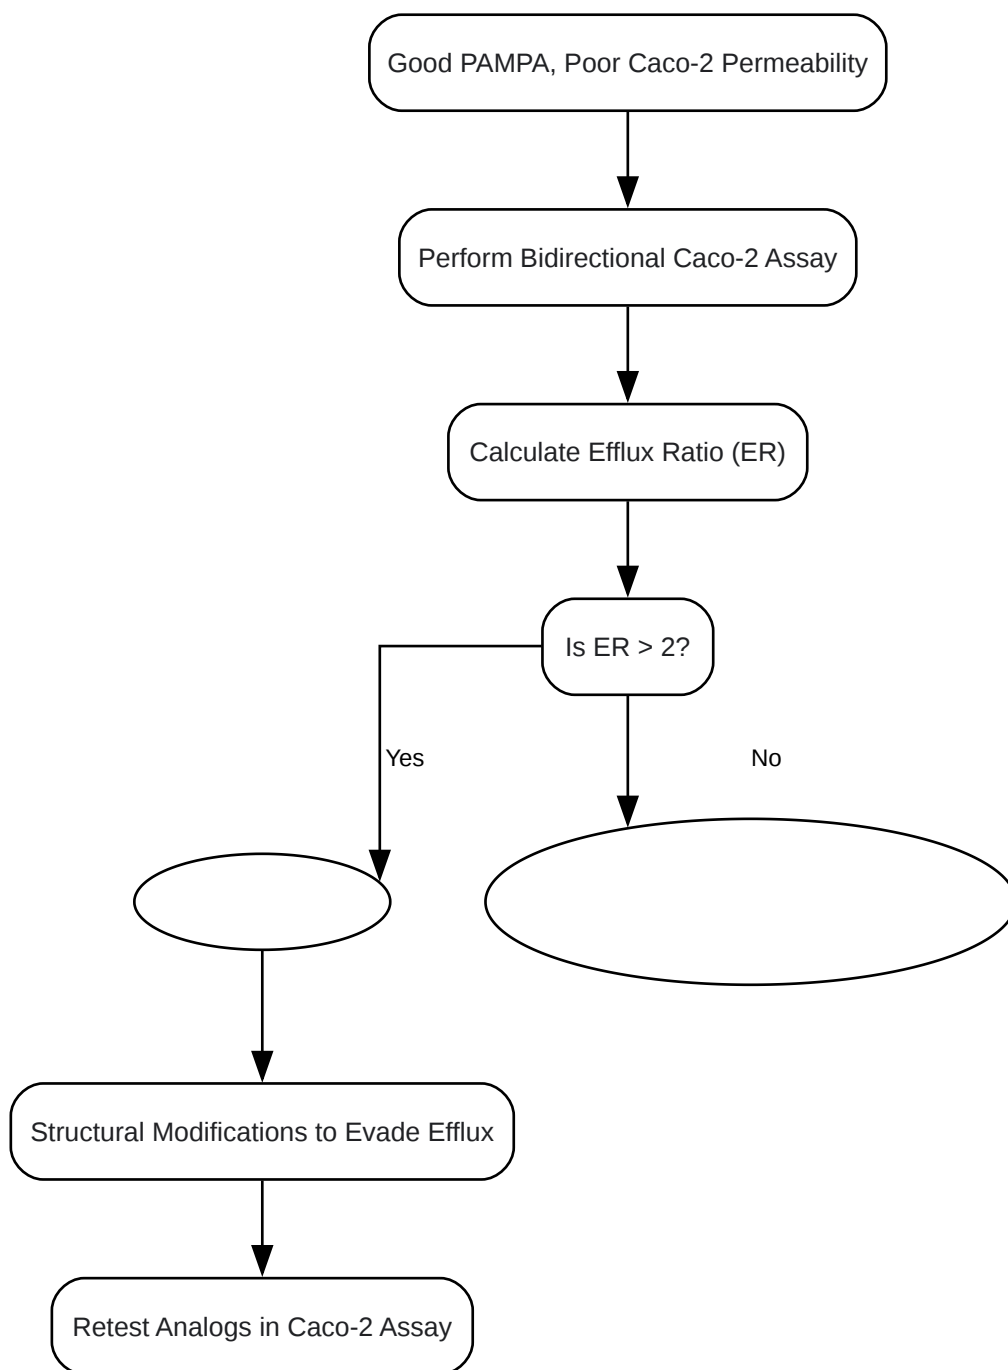 Good PAMPA, Poor Caco-2 Permeability
Perform Bidirectional Caco-2 Assay
Calculate Efflux Ratio (ER)
Is ER > 2?
Yes
No
Structural Modifications to Evade Efflux
Retest Analogs in Caco-2 Assay